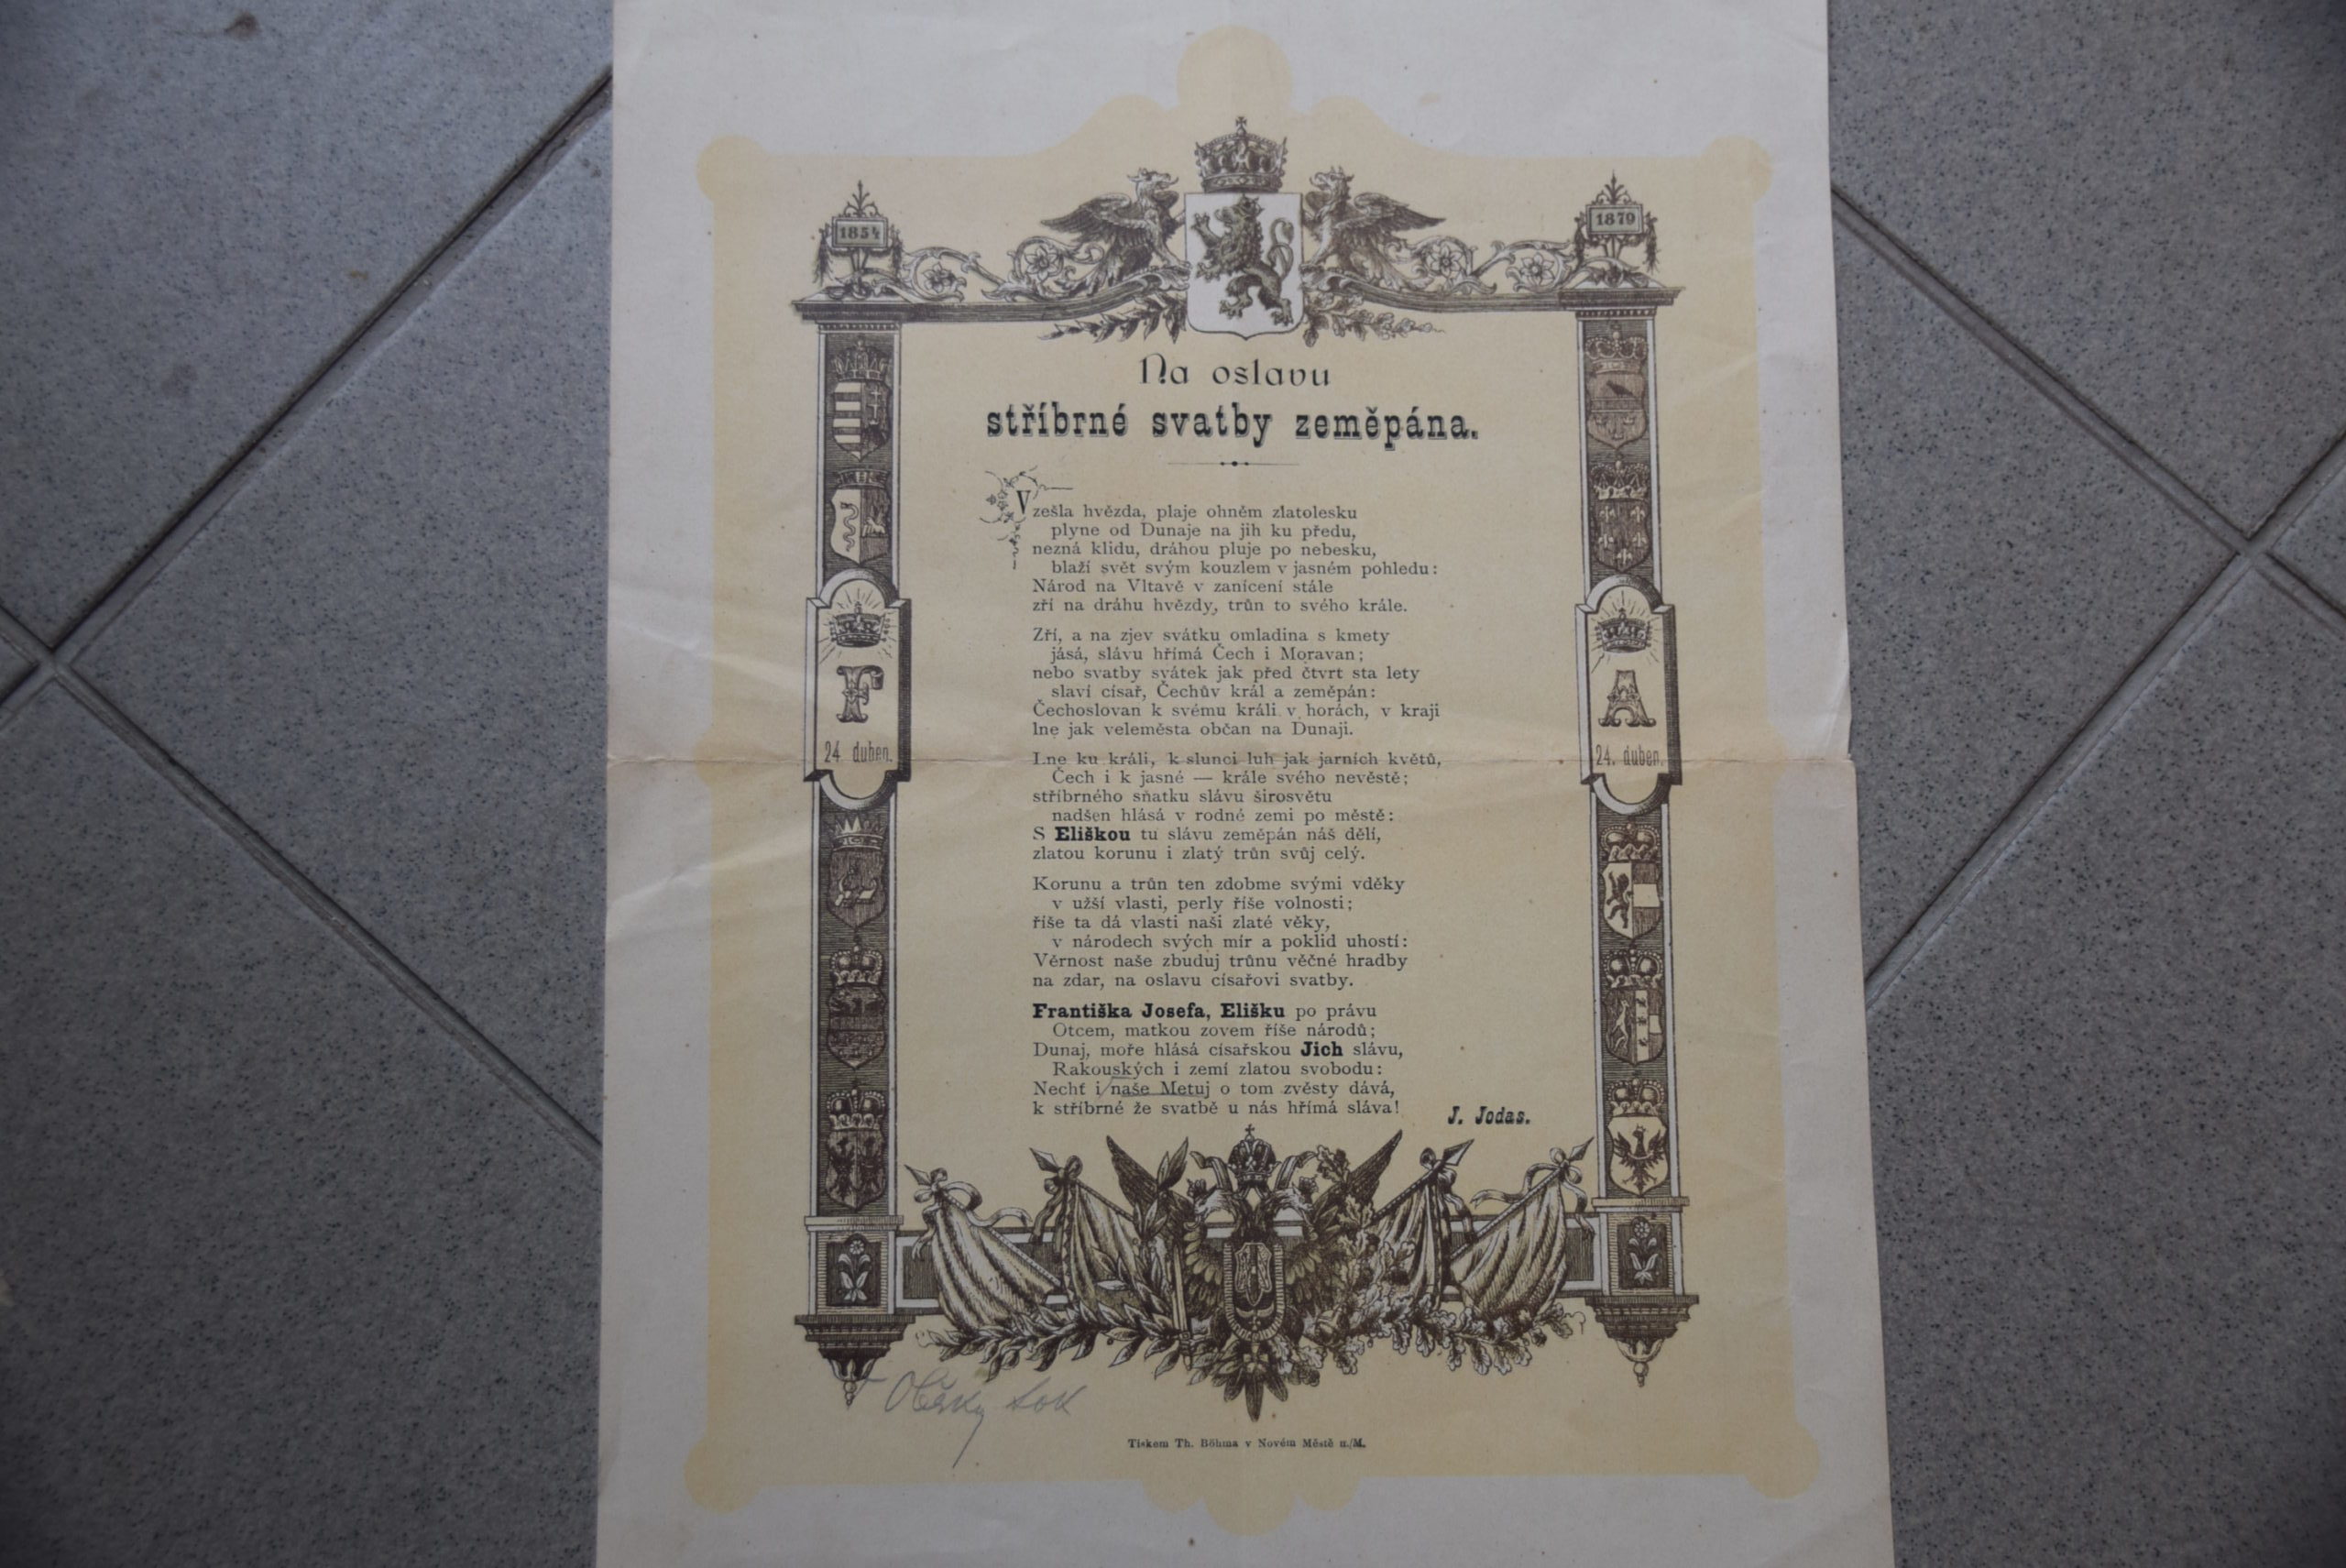 1854
1879
Na oslavu
stříbrné svatby zeměpána.
Vzešla hvězda, plaje ohněm zlatolesku
plyne od Dunaje na jih ku předu,
nezná klidu, dráhou pluje po nebesku,
blaží svět svým kouzlem v jasném pohledu:
Národ na Vltavě v zanícení stále
zří na dráhu hvězdy, trůn to svého krále.
Zří, a na zjev svátku omladina s kmety
jásá, slávu hřímá Čech i Moravan;
nebo svatby svátek jak před čtvrt sta lety
slaví císař, Čechův král a zeměpán:
Čechoslovan k svému králi v horách, v kraji
lne jak veleměsta občan na Dunaji.
Lne ku králi, k slunci luh jak jarních květů,
Čech i k jasné — krále svého nevěstě;
stříbrného sňatku slávu širosvětu
nadšen hlásá v rodné zemi po městě:
S Eliškou tu slávu zeměpán náš dělí,
zlatou korunu i zlatý trůn svůj celý.
Korunu a trůn ten zdobme svými vděky
v užší vlasti, perly říše volnosti;
říše ta dá vlasti naši zlaté věky,
v národech svých mír a poklid uhostí:
Věrnost naše zbuduj trůnu věčné hradby
na zdar, na oslavu císařovi svatby.
Františka Josefa, Elišku po právu
Otcem, matkou zovem říše národů;
Dunaj, moře hlásá císařskou Jich slávu,
Rakouských i zemí zlatou svobodu:
Nechť i naše Metuj o tom zvěsty dává,
k stříbrné že svatbě u nás hřímá sláva!
J. Jodas.
F
24 duben.
A
24. duben.
Tiskem Th. Böhma v Novém Městě n./M.